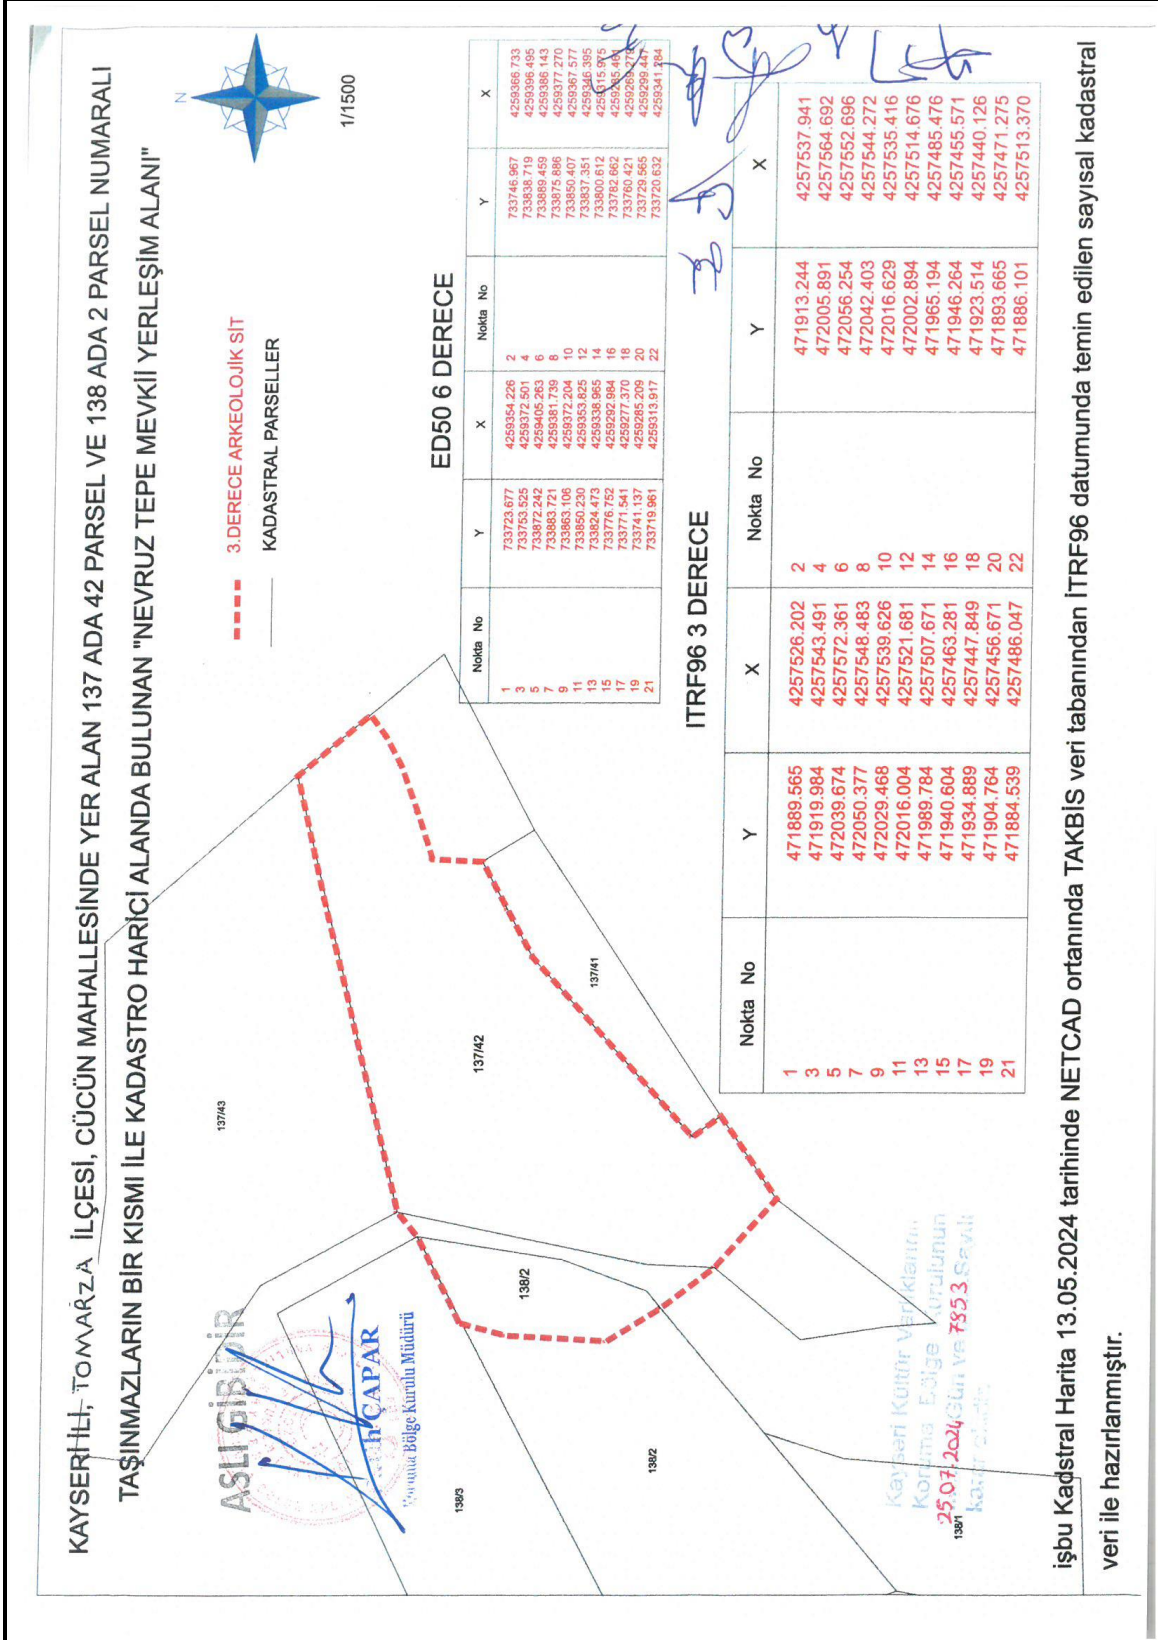 KAYSERİ İLİ, TOMARZA İLÇESİ, CÜCÜN MAHALLESİNDE YER ALAN 137 ADA 42 PARSEL VE 138 ADA 2 PARSEL NUMARALI
TAŞINMAZLARIN BİR KISMI İLE KADASTRO HARİCİ ALANDA BULUNAN "NEVRUZ TEPE MEVKİİ YERLEŞİM ALANI"
N
1/1500
3.DERECE ARKEOLOJİK SİT
KADASTRAL PARSELLER
137/43
137/42
137/41
138/2
138/3
138/2
138/1
ASLI GİBİDİR
ÇAPAR
Koruma Bölge Kurulu Müdürü
ED50 6 DERECE
Nokta No Y X Nokta No Y X
1 733723.677 4259354.226 2 733746.967 4259366.733
3 733753.525 4259372.501 4 733838.719 4259396.495
5 733872.242 4259405.263 6 733889.459 4259386.143
7 733883.721 4259381.739 8 733875.886 4259377.270
9 733863.106 4259372.204 10 733850.407 4259367.577
11 733850.230 4259353.825 12 733837.351 4259346.395
13 733824.473 4259338.965 14 733800.612 4259315.975
15 733776.752 4259292.984 16 733782.662
17 733771.541 4259277.370 18 733760.421
19 733741.137 4259285.209 20 733729.565 4259299.447
21 733719.961 4259313.917 22 733720.632 4259341.284
ITRF96 3 DERECE
Nokta No Y X Nokta No Y X
1 471889.565 4257526.202 2 471913.244 4257537.941
3 471919.984 4257543.491 4 472005.891 4257564.692
5 472039.674 4257572.361 6 472056.254 4257552.696
7 472050.377 4257548.483 8 472042.403 4257544.272
9 472029.468 4257539.626 10 472016.629 4257535.416
11 472016.004 4257521.681 12 472002.894 4257514.676
13 471989.784 4257507.671 14 471965.194 4257485.476
15 471940.604 4257463.281 16 471946.264 4257455.571
17 471934.889 4257447.849 18 471923.514 4257440.126
19 471904.764 4257456.671 20 471893.665 4257471.275
21 471884.539 4257486.047 22 471886.101 4257513.370
Kayseri Kültür Varlıklarını
Koruma Bölge Kurulunun
25.07.2024 Gün ve 7853 Sayılı
işbu Kadstral Harita 13.05.2024 tarihinde NETCAD ortanında TAKBİS veri tabanından İTRF96 datumunda temin edilen sayısal kadastral
veri ile hazırlanmıştır.